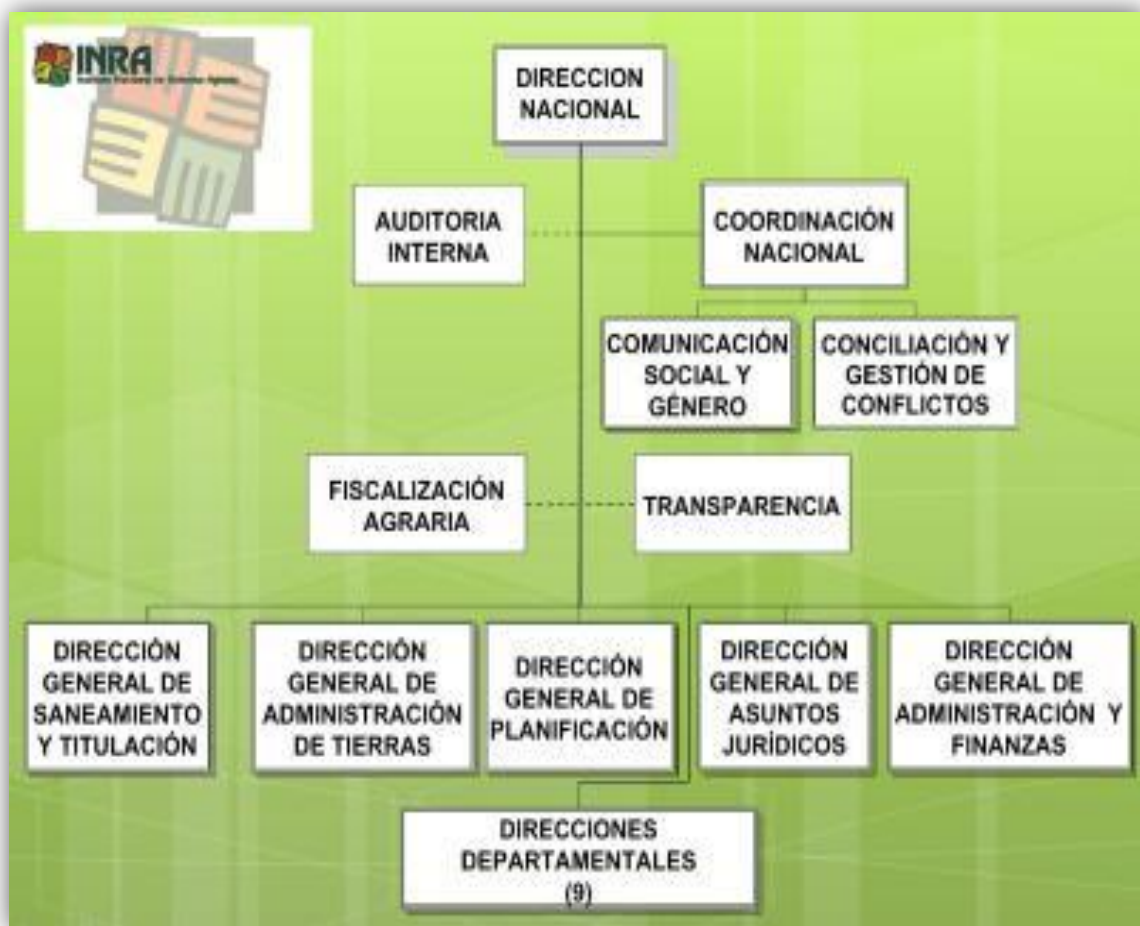 INRA
DIRECCION
NACIONAL
AUDITORIA
INTERNA
COORDINACIÓN
NACIONAL
COMUNICACIÓN
SOCIAL Y
GÉNERO
CONCILIACIÓN Y
GESTIÓN DE
CONFLICTOS
FISCALIZACIÓN
AGRARIA
TRANSPARENCIA
DIRECCIÓN
GENERAL DE
SANEAMIENTO
Y TITULACIÓN
DIRECCIÓN
GENERAL DE
ADMINISTRACIÓN
DE TIERRAS
DIRECCIÓN
GENERAL DE
PLANIFICACIÓN
DIRECCIÓN
GENERAL DE
ASUNTOS
JURÍDICOS
DIRECCIÓN
GENERAL DE
ADMINISTRACIÓN Y
FINANZAS
DIRECCIONES
DEPARTAMENTALES
(9)